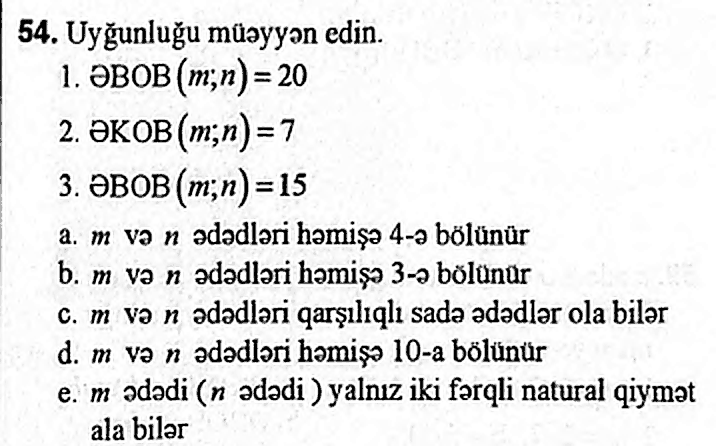 54. Uyğunluğu müəyyən edin.
1. ƏBOB (m;n) = 20
2. ƏKOB (m;n) = 7
3. ƏBOB (m;n) = 15
a. m və n ədədləri həmişə 4-ə bölünür
b. m və n ədədləri həmişə 3-ə bölünür
c. m və n ədədləri qarşılıqlı sadə ədədlər ola bilər
d. m və n ədədləri həmişə 10-a bölünür
e. m ədədi (n ədədi) yalnız iki fərqli natural qiymət
ala bilər